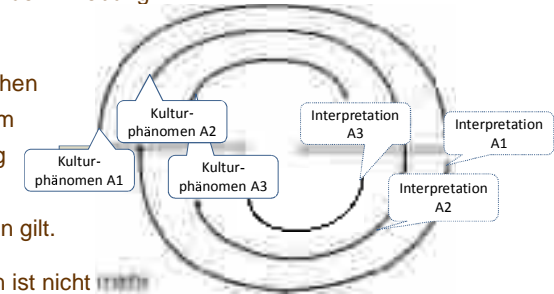 hen
m
g
n gilt.
n ist nicht mehr
Kultur-
phänomen A2
Kultur-
phänomen A1
Kultur-
phänomen A3
Interpretation
A3
Interpretation
A1
Interpretation
A2